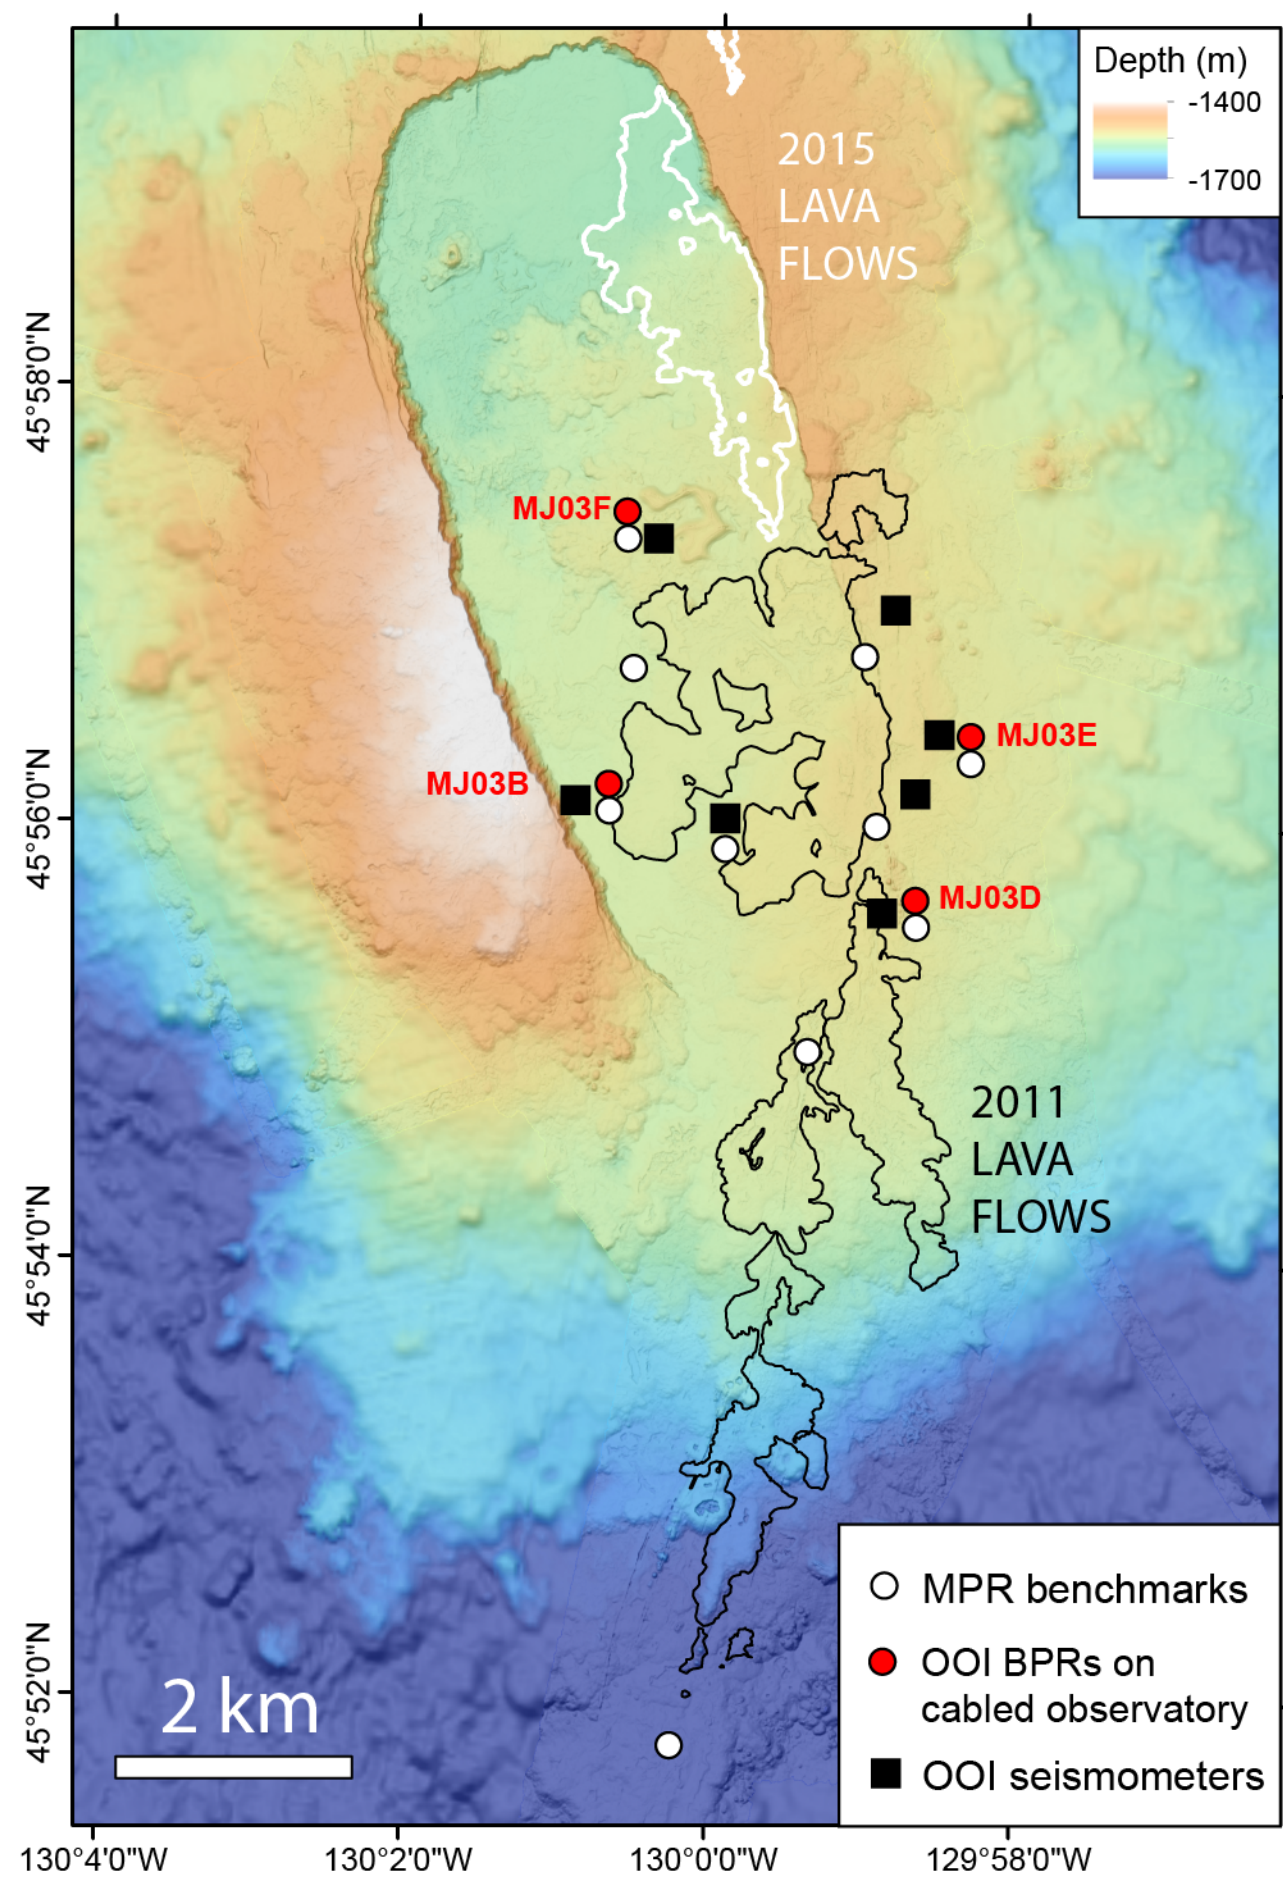 Depth (m)
-1400
-1700
2015
LAVA
FLOWS
45°58'0"N
MJ03F
MJ03E
MJ03B
45°56'0"N
MJ03D
2011
LAVA
FLOWS
45°54'0"N
MPR benchmarks
OOI BPRs on
cabled observatory
OOI seismometers
45°52'0"N
2 km
130°4'0"W
130°2'0"W
130°0'0"W
129°58'0"W